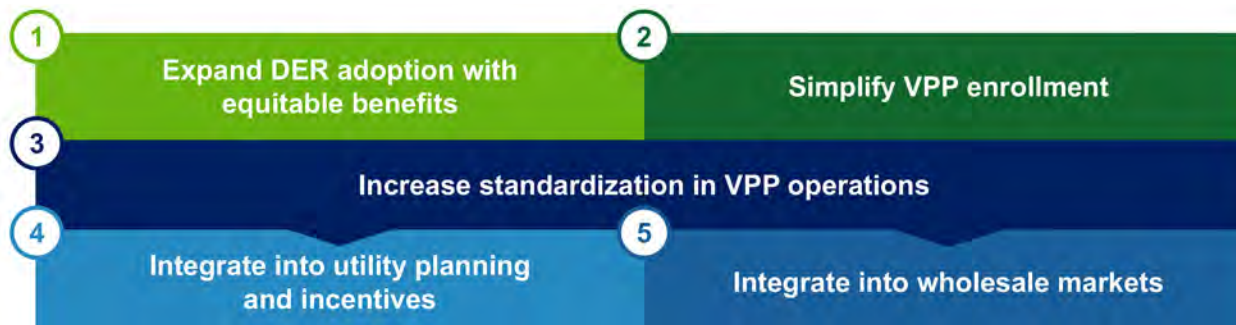 1
Expand DER adoption with
equitable benefits
2
Simplify VPP enrollment
3
Increase standardization in VPP operations
4
Integrate into utility planning
and incentives
5
Integrate into wholesale markets